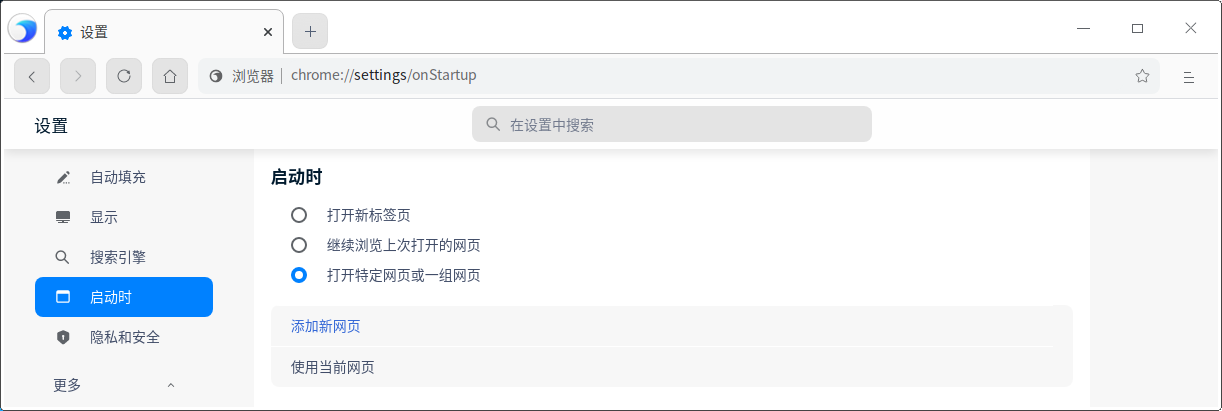 设置
浏览器 | chrome://settings/onStartup
设置
在设置中搜索
自动填充
显示
搜索引擎
启动时
隐私和安全
更多
启动时
打开新标签页
继续浏览上次打开的网页
打开特定网页或一组网页
添加新网页
使用当前网页